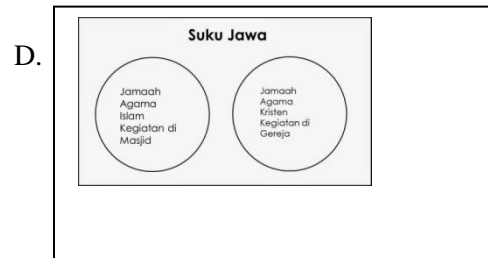 D.
Suku Jawa
Jamaah
Agama
Islam
Kegiatan di
Masjid
Jamaah
Agama
Kristen
Kegiatan di
Gereja